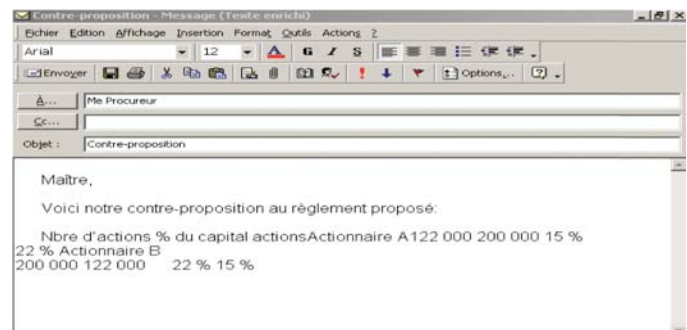 Contre-proposition - Message (Texte enrichi)
Fichier Edition Affichage Insertion Format Outils Actions ?
Arial 12 A G I S
Envoyer Options... ?
À... Me Procureur
Cc...
Objet : Contre-proposition
Maître,
Voici notre contre-proposition au règlement proposé:
Nbre d'actions % du capital actionsActionnaire A122 000 200 000 15 %
22 % Actionnaire B
200 000 122 000 22 % 15 %